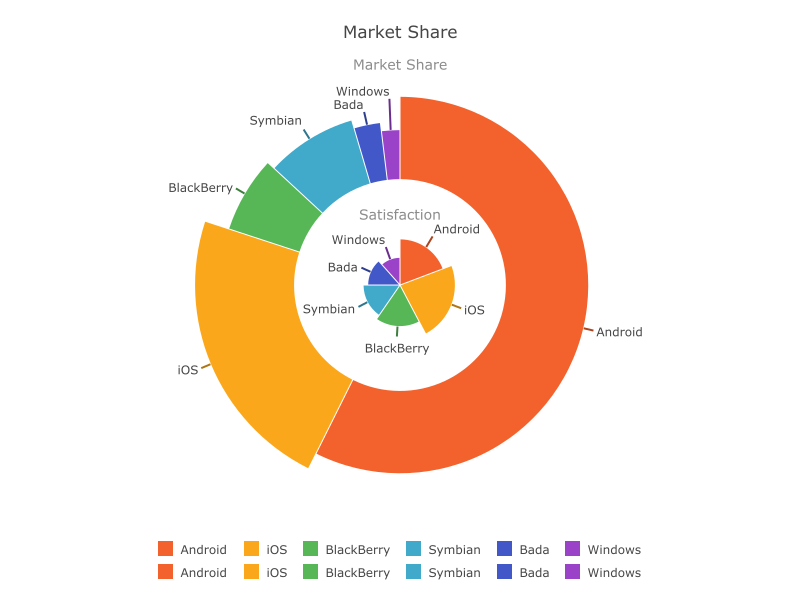 Market Share
Market Share
Windows
Bada
Symbian
BlackBerry
Satisfaction
Android
Windows
Bada
Symbian
iOS
Android
BlackBerry
iOS
Android iOS BlackBerry Symbian Bada Windows
Android iOS BlackBerry Symbian Bada Windows